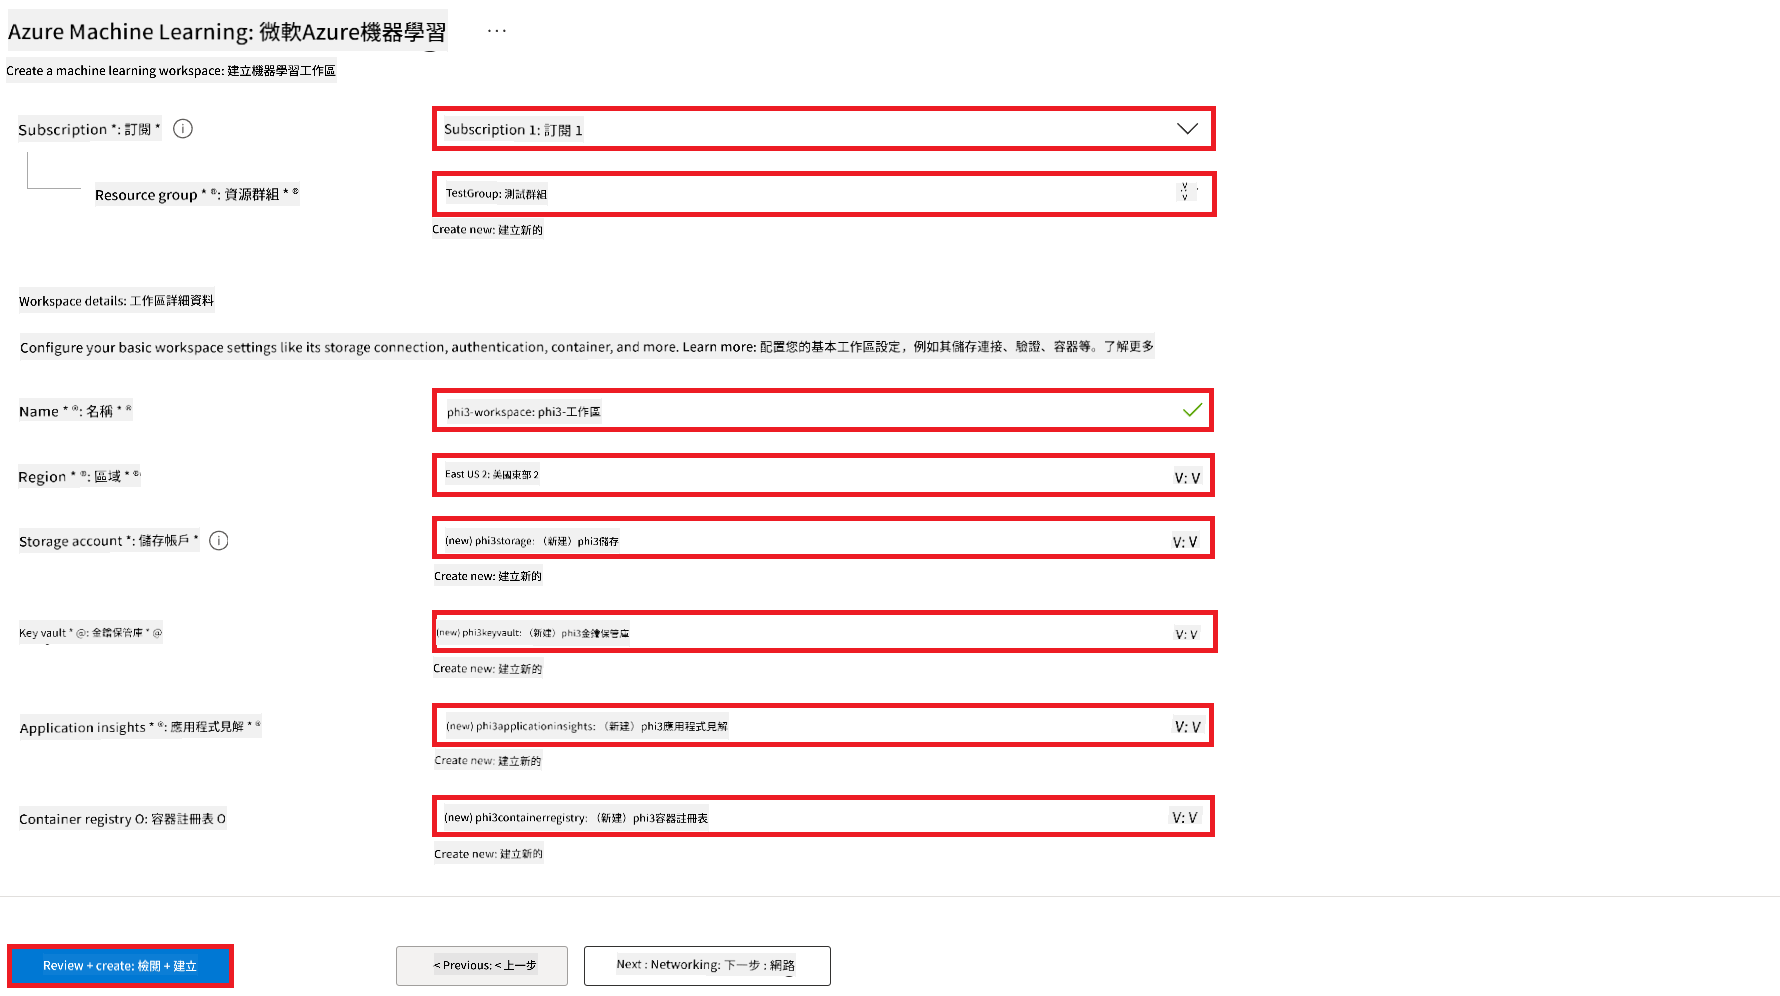 Azure Machine Learning: 微軟Azure機器學習 ...
Create a machine learning workspace: 建立機器學習工作區
Subscription *: 訂閱 *
Subscription 1: 訂閱 1
Resource group * ®: 資源群組 * ®
TestGroup: 測試群組
Create new: 建立新的
Workspace details: 工作區詳細資料
Configure your basic workspace settings like its storage connection, authentication, container, and more. Learn more: 配置您的基本工作區設定，例如其儲存連接、驗證、容器等。了解更多
Name * ®: 名稱 * ®
phi3-workspace: phi3-工作區
Region * ®: 區域 * ®
East US 2: 美國東部 2
V: V
Storage account *: 儲存帳戶 *
(new) phi3storage: （新建）phi3儲存
V: V
Create new: 建立新的
Key vault * @: 金鑰保管庫 * @
(new) phi3keyvault: （新建）phi3金鑰保管庫
V: V
Create new: 建立新的
Application insights * ®: 應用程式見解 * ®
(new) phi3applicationinsights: （新建）phi3應用程式見解
V: V
Create new: 建立新的
Container registry O: 容器註冊表 O
(new) phi3containerregistry: （新建）phi3容器註冊表
V: V
Create new: 建立新的
Review + create: 檢閱 + 建立
< Previous: < 上一步
Next : Networking: 下一步 : 網路